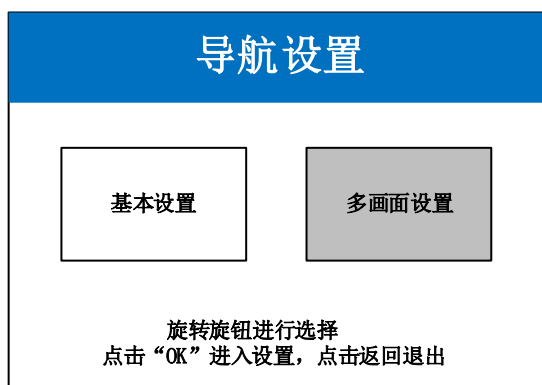 导航设置
基本设置
多画面设置
旋转旋钮进行选择
点击“OK”进入设置，点击返回退出